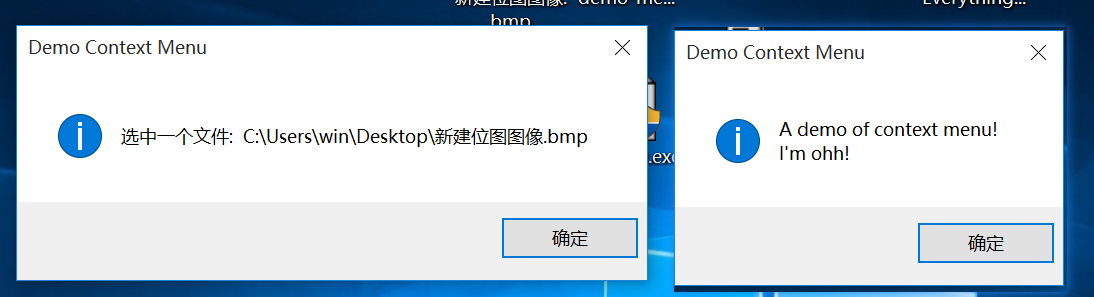 新建位图图像. demo-me...
bmp
Everything...
Demo Context Menu
选中一个文件: C:\Users\win\Desktop\新建位图图像.bmp
确定
.exe
Demo Context Menu
A demo of context menu!
I'm ohh!
确定